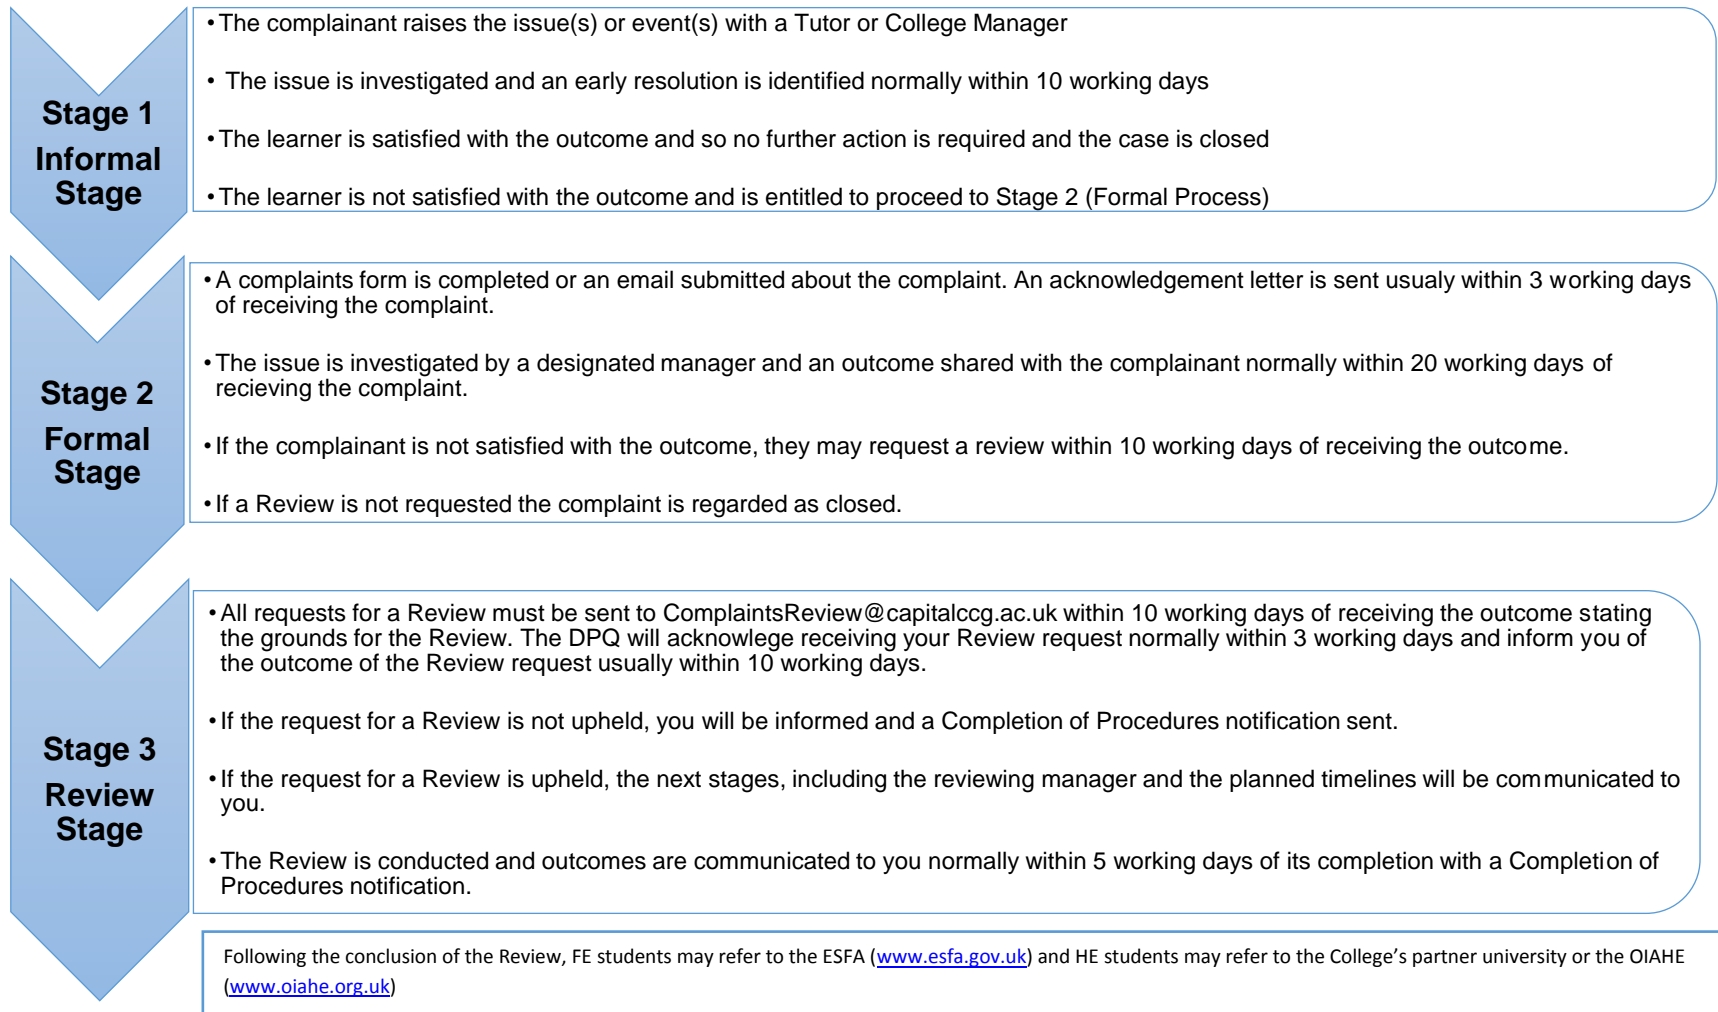 Stage 1
Informal
Stage
• The complainant raises the issue(s) or event(s) with a Tutor or College Manager
• The issue is investigated and an early resolution is identified normally within 10 working days
• The learner is satisfied with the outcome and so no further action is required and the case is closed
• The learner is not satisfied with the outcome and is entitled to proceed to Stage 2 (Formal Process)
Stage 2
Formal
Stage
• A complaints form is completed or an email submitted about the complaint. An acknowledgement letter is sent usualy within 3 working days
of receiving the complaint.
• The issue is investigated by a designated manager and an outcome shared with the complainant normally within 20 working days of
recieving the complaint.
• If the complainant is not satisfied with the outcome, they may request a review within 10 working days of receiving the outcome.
• If a Review is not requested the complaint is regarded as closed.
Stage 3
Review
Stage
• All requests for a Review must be sent to ComplaintsReview@capitalccg.ac.uk within 10 working days of receiving the outcome stating
the grounds for the Review. The DPQ will acknowlege receiving your Review request normally within 3 working days and inform you of
the outcome of the Review request usually within 10 working days.
• If the request for a Review is not upheld, you will be informed and a Completion of Procedures notification sent.
• If the request for a Review is upheld, the next stages, including the reviewing manager and the planned timelines will be communicated to
you.
• The Review is conducted and outcomes are communicated to you normally within 5 working days of its completion with a Completion of
Procedures notification.
Following the conclusion of the Review, FE students may refer to the ESFA (www.esfa.gov.uk) and HE students may refer to the College’s partner university or the OIAHE
(www.oiahe.org.uk)